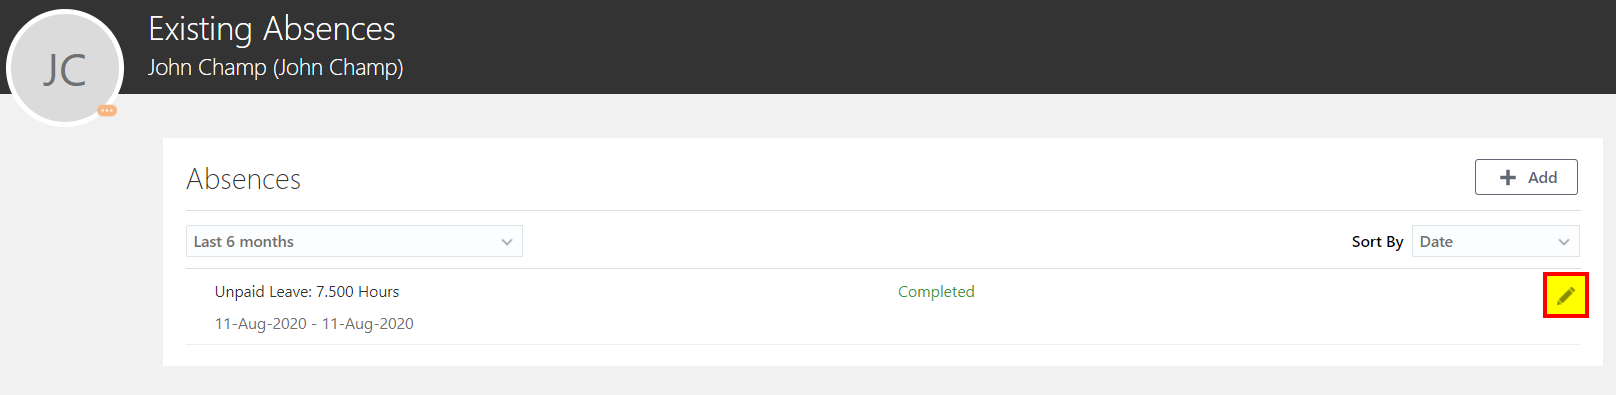 JC
Existing Absences
John Champ (John Champ)
Absences
Add
Last 6 months
Sort By Date
Unpaid Leave: 7.500 Hours
Completed
11-Aug-2020 - 11-Aug-2020